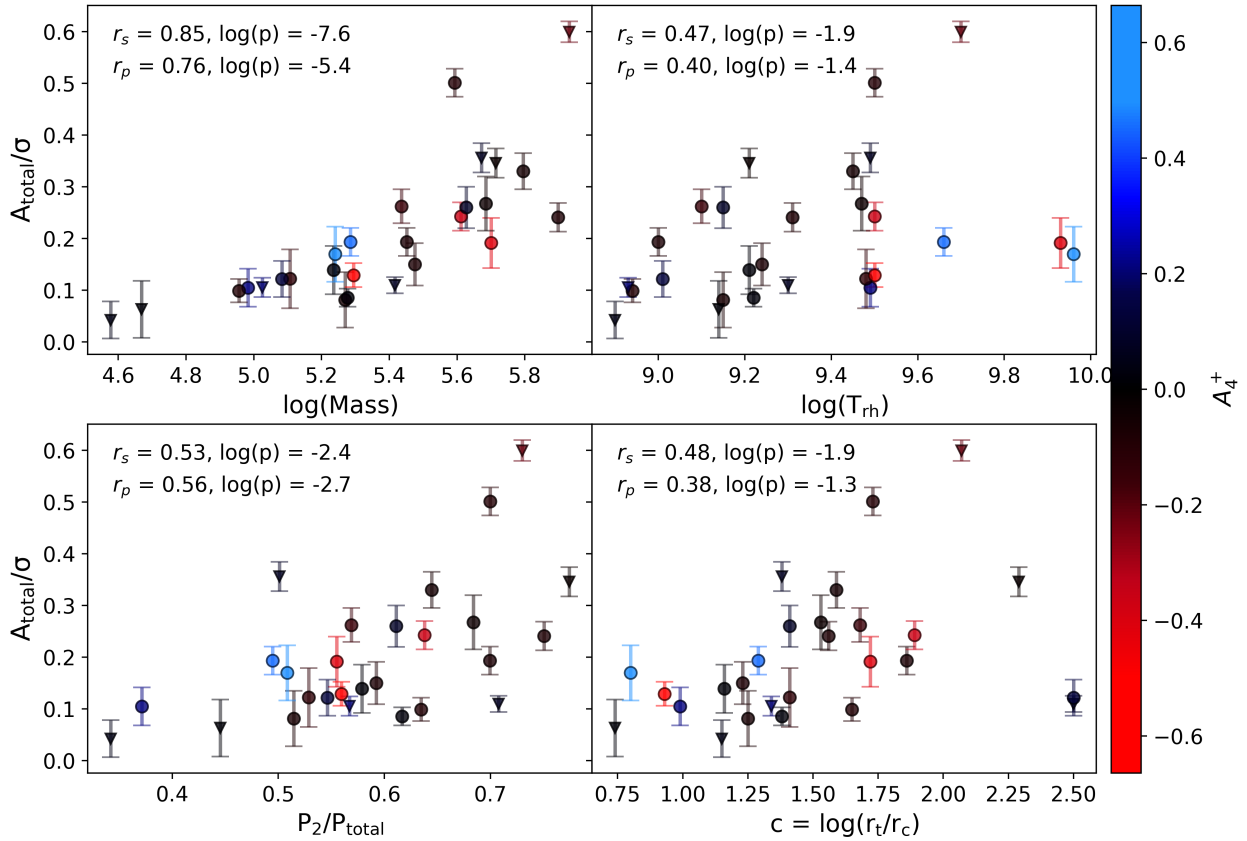 r_s = 0.85, log(p) = -7.6
r_p = 0.76, log(p) = -5.4
r_s = 0.47, log(p) = -1.9
r_p = 0.40, log(p) = -1.4
0.6
0.5
0.4
0.3
0.2
0.1
0.0
A_total/σ
4.6 4.8 5.0 5.2 5.4 5.6 5.8
log(Mass)
9.0 9.2 9.4 9.6 9.8 10.0
log(T_rh)
r_s = 0.53, log(p) = -2.4
r_p = 0.56, log(p) = -2.7
r_s = 0.48, log(p) = -1.9
r_p = 0.38, log(p) = -1.3
0.6
0.5
0.4
0.3
0.2
0.1
0.0
A_total/σ
0.4 0.5 0.6 0.7
P_2/P_total
0.75 1.00 1.25 1.50 1.75 2.00 2.25 2.50
c = log(r_t/r_c)
0.6
0.4
0.2
0.0
−0.2
−0.4
−0.6
A_4^+